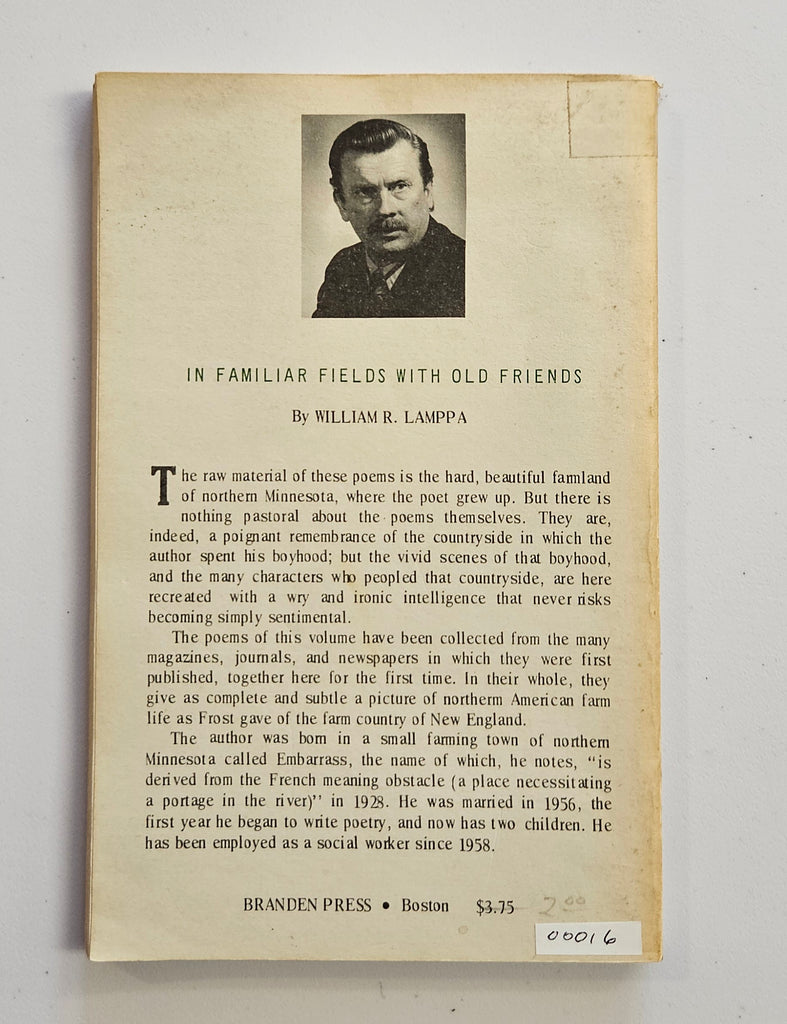 IN FAMILIAR FIELDS WITH OLD FRIENDS
By WILLIAM R. LAMPPA
The raw material of these poems is the hard, beautiful farmland
of northern Minnesota, where the poet grew up. But there is
nothing pastoral about the poems themselves. They are,
indeed, a poignant remembrance of the countryside in which the
author spent his boyhood; but the vivid scenes of that boyhood,
and the many characters who peopled that countryside, are here
recreated with a wry and ironic intelligence that never risks
becoming simply sentimental.
The poems of this volume have been collected from the many
magazines, journals, and newspapers in which they were first
published, together here for the first time. In their whole, they
give as complete and subtle a picture of northern American farm
life as Frost gave of the farm country of New England.
The author was born in a small farming town of northern
Minnesota called Embarrass, the name of which, he notes, "is
derived from the French meaning obstacle (a place necessitating
a portage in the river)" in 1928. He was married in 1956, the
first year he began to write poetry, and now has two children. He
has been employed as a social worker since 1958.
BRANDEN PRESS • Boston $3.75 2.00
00016